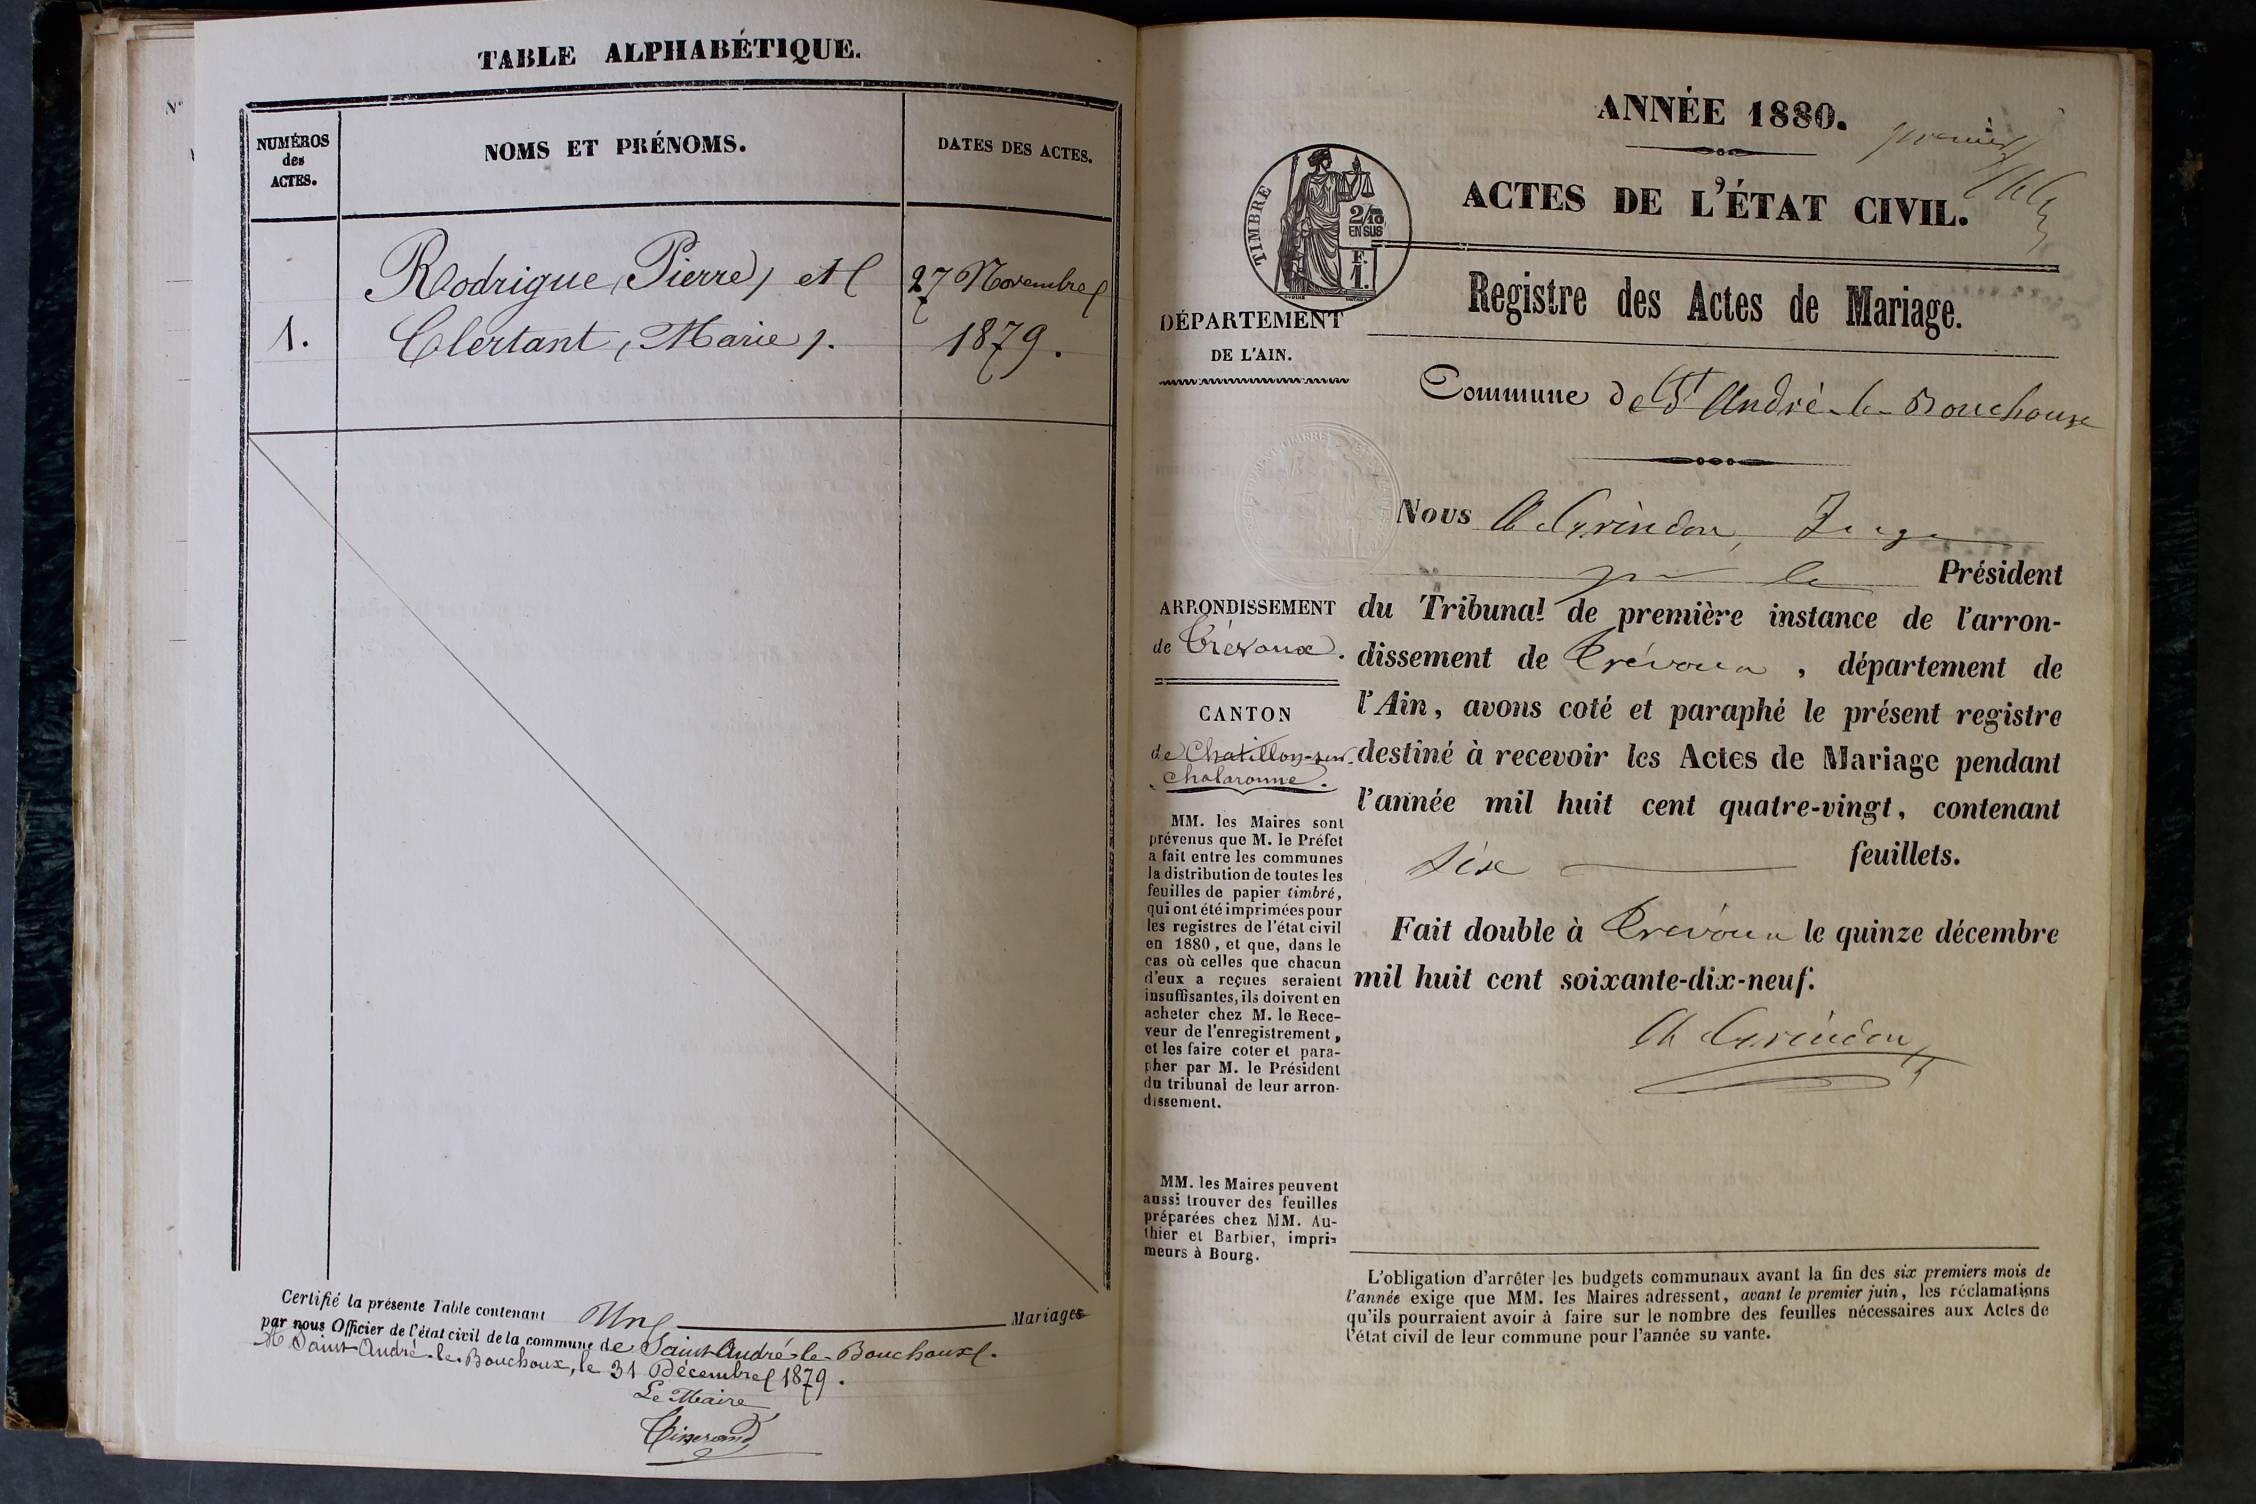 TABLE ALPHABÉTIQUE.
NUMÉROS
des
ACTES.
NOMS ET PRÉNOMS.
DATES DES ACTES.
Rodrigue, (Pierre) et
27 Novembre
1.
Clertant, (Marie).
1879.
Certifié la présente Table contenant Un Mariages
par nous Officier de l'état civil de la commune de Saint-André-le-Bouchoux.
A Saint-André-le-Bouchoux, le 31 Décembre 1879.
Le Maire
N°
ANNÉE 1880.
premier
ACTES DE L'ÉTAT CIVIL.
TIMBRE
2/10
EN SUS
F.
1.
Registre des Actes de Mariage.
DÉPARTEMENT
DE L'AIN.
Commune de St André-le-Bouchoux
Nous Juge
pr le Président
ARRONDISSEMENT
de Trévoux.
du Tribunal de première instance de l'arron-
dissement de Trévoux, département de
l'Ain, avons coté et paraphé le présent registre
destiné à recevoir les Actes de Mariage pendant
l'année mil huit cent quatre-vingt, contenant
six feuillets.
CANTON
de Chatillon-sur-
Chalaronne.
MM. les Maires sont
prévenus que M. le Préfet
a fait entre les communes
la distribution de toutes les
feuilles de papier timbré,
qui ont été imprimées pour
les registres de l'état civil
en 1880, et que, dans le
cas où celles que chacun
d'eux a reçues seraient
insuffisantes, ils doivent en
acheter chez M. le Rece-
veur de l'enregistrement,
et les faire coter et para-
pher par M. le Président
du tribunal de leur arron-
dissement.
Fait double à Trévoux le quinze décembre
mil huit cent soixante-dix-neuf.
MM. les Maires peuvent
aussi trouver des feuilles
préparées chez MM. Au-
thier et Barbier, impri-
meurs à Bourg.
L'obligation d'arrêter les budgets communaux avant la fin des six premiers mois de
l'année exige que MM. les Maires adressent, avant le premier juin, les réclamations
qu'ils pourraient avoir à faire sur le nombre des feuilles nécessaires aux Actes de
l'état civil de leur commune pour l'année su vante.